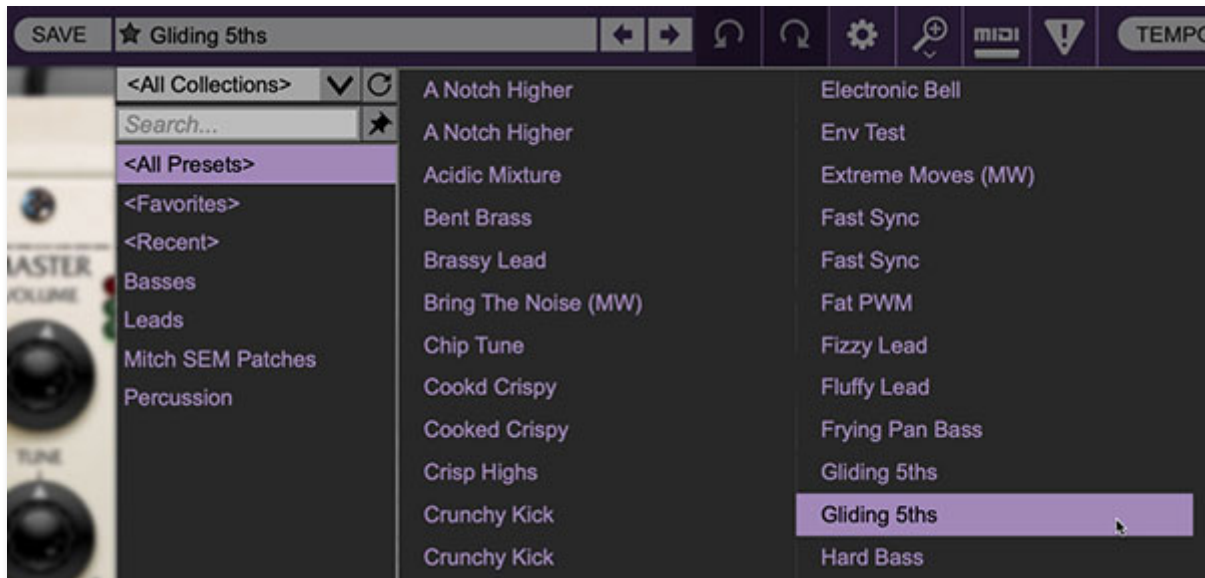 SAVE
Gliding 5ths
MIDI
TEMPO
<All Collections>
Search...
<All Presets>
<Favorites>
<Recent>
Basses
Leads
Mitch SEM Patches
Percussion
A Notch Higher
A Notch Higher
Acidic Mixture
Bent Brass
Brassy Lead
Bring The Noise (MW)
Chip Tune
Cookd Crispy
Cooked Crispy
Crisp Highs
Crunchy Kick
Crunchy Kick
Electronic Bell
Env Test
Extreme Moves (MW)
Fast Sync
Fast Sync
Fat PWM
Fizzy Lead
Fluffy Lead
Frying Pan Bass
Gliding 5ths
Gliding 5ths
Hard Bass
TUNE